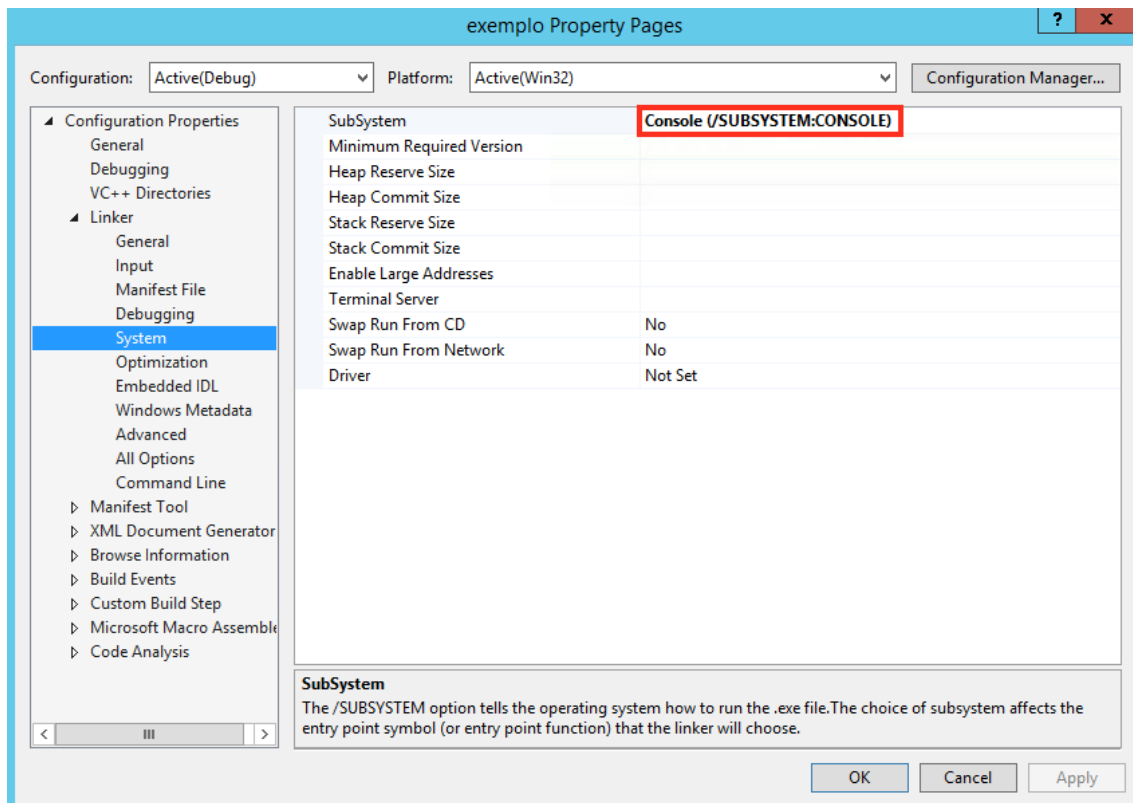 exemplo Property Pages
? x
Configuration: Active(Debug) Platform: Active(Win32) Configuration Manager...
Configuration Properties
General
Debugging
VC++ Directories
Linker
General
Input
Manifest File
Debugging
System
Optimization
Embedded IDL
Windows Metadata
Advanced
All Options
Command Line
Manifest Tool
XML Document Generator
Browse Information
Build Events
Custom Build Step
Microsoft Macro Assemble
Code Analysis
SubSystem Console (/SUBSYSTEM:CONSOLE)
Minimum Required Version
Heap Reserve Size
Heap Commit Size
Stack Reserve Size
Stack Commit Size
Enable Large Addresses
Terminal Server
Swap Run From CD No
Swap Run From Network No
Driver Not Set
SubSystem
The /SUBSYSTEM option tells the operating system how to run the .exe file.The choice of subsystem affects the
entry point symbol (or entry point function) that the linker will choose.
OK Cancel Apply